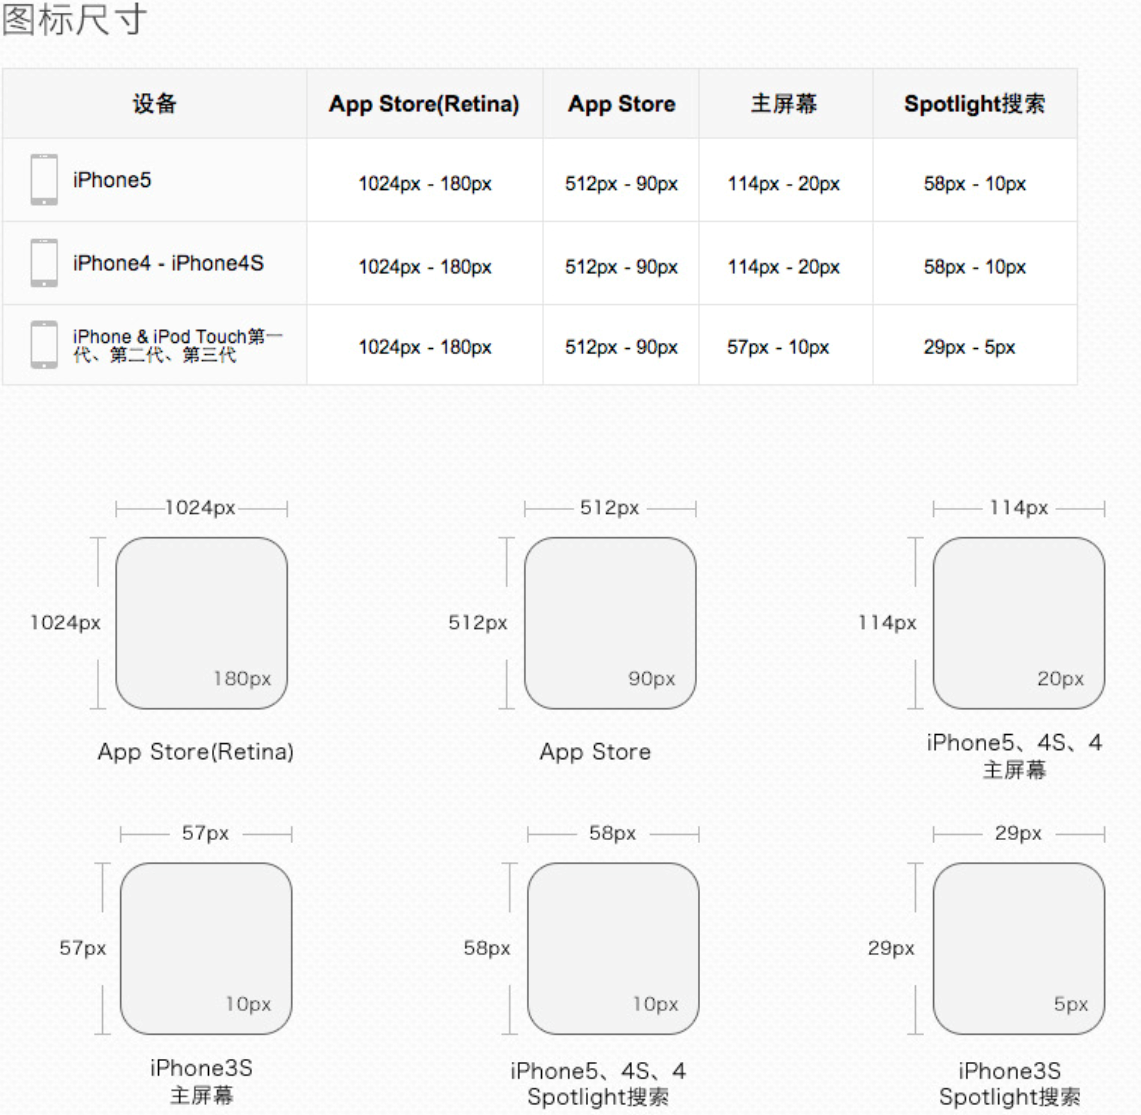 图标尺寸
设备 App Store(Retina) App Store 主屏幕 Spotlight搜索
iPhone5 1024px - 180px 512px - 90px 114px - 20px 58px - 10px
iPhone4 - iPhone4S 1024px - 180px 512px - 90px 114px - 20px 58px - 10px
iPhone & iPod Touch第一
代、第二代、第三代 1024px - 180px 512px - 90px 57px - 10px 29px - 5px
1024px 512px 114px
1024px 512px 114px
180px 90px 20px
App Store(Retina) App Store iPhone5、4S、4
主屏幕
57px 58px 29px
57px 58px 29px
10px 10px 5px
iPhone3S iPhone5、4S、4 iPhone3S
主屏幕 Spotlight搜索 Spotlight搜索